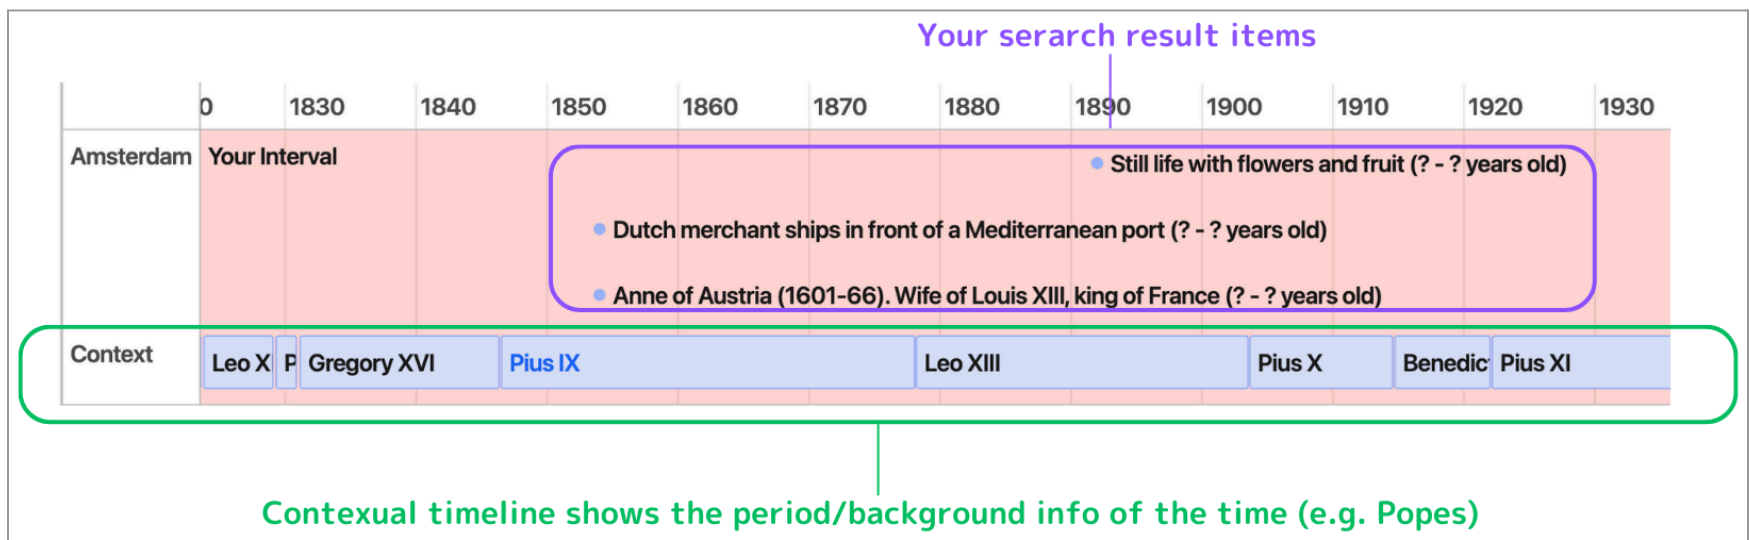 Your serarch result items
0 1830 1840 1850 1860 1870 1880 1890 1900 1910 1920 1930
Amsterdam Your Interval
Still life with flowers and fruit (? - ? years old)
Dutch merchant ships in front of a Mediterranean port (? - ? years old)
Anne of Austria (1601-66). Wife of Louis XIII, king of France (? - ? years old)
Context
Leo X P Gregory XVI Pius IX Leo XIII Pius X Benedic Pius XI
Contexual timeline shows the period/background info of the time (e.g. Popes)